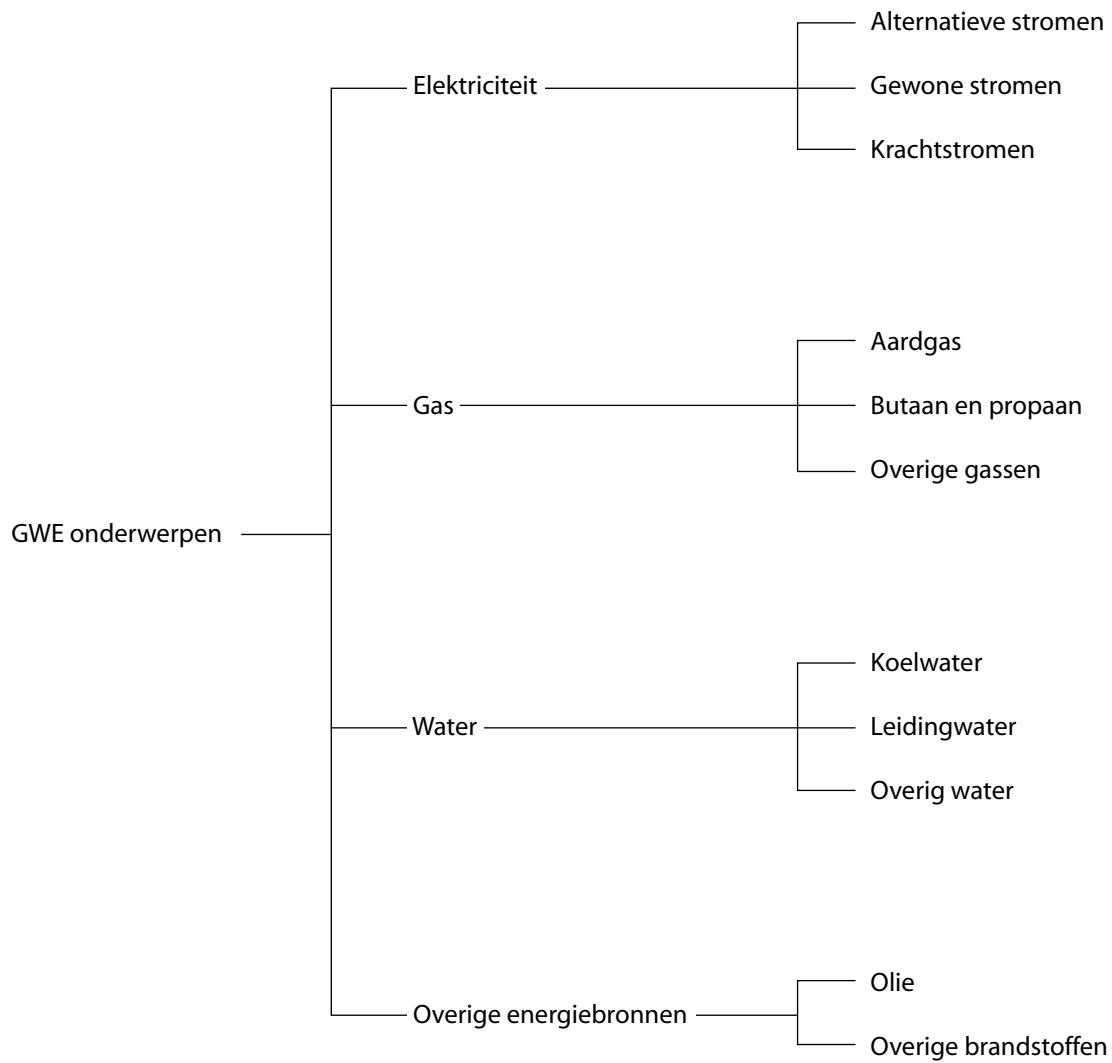 Alternatieve stromen
Elektriciteit
Gewone stromen
Krachtstromen
Aardgas
Gas
Butaan en propaan
Overige gassen
GWE onderwerpen
Koelwater
Water
Leidingwater
Overig water
Olie
Overige energiebronnen
Overige brandstoffen